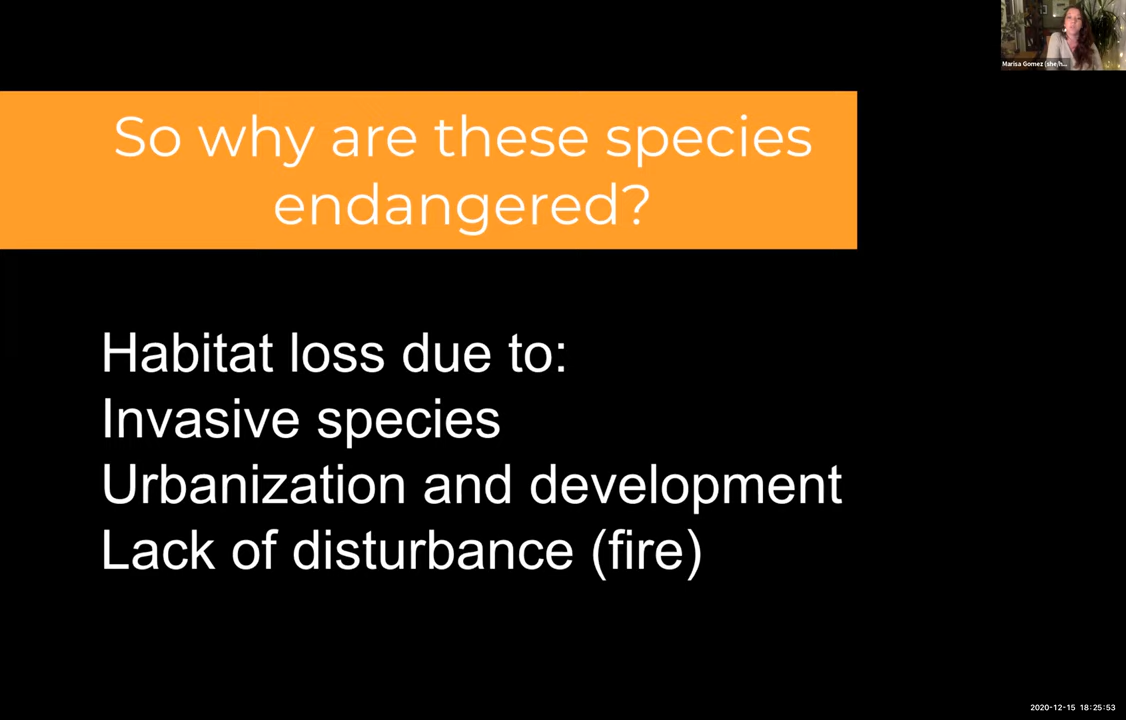 Marisa Gomez (she/h...
So why are these species
endangered?
Habitat loss due to:
Invasive species
Urbanization and development
Lack of disturbance (fire)
2020-12-15 18:25:53